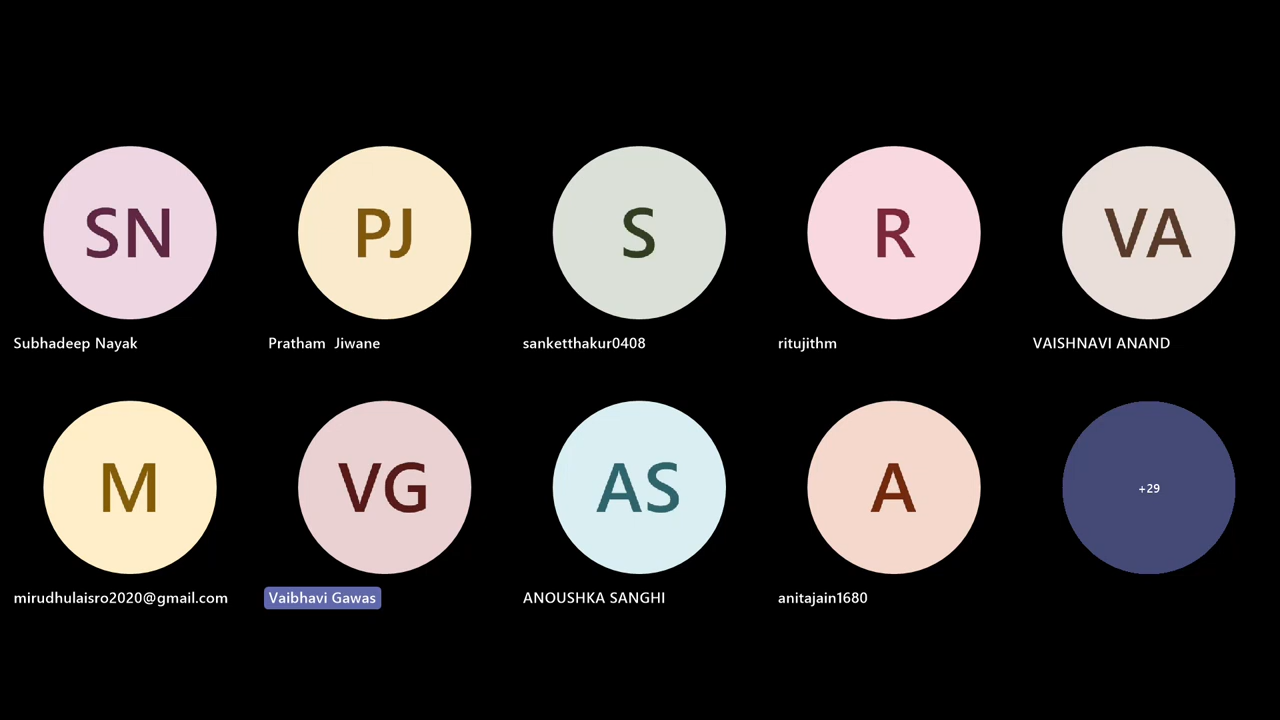 SN PJ S R VA
Subhadeep Nayak Pratham  Jiwane sanketthakur0408 ritujithm VAISHNAVI ANAND
M VG AS A +29
mirudhulaisro2020@gmail.com Vaibhavi Gawas ANOUSHKA SANGHI anitajain1680